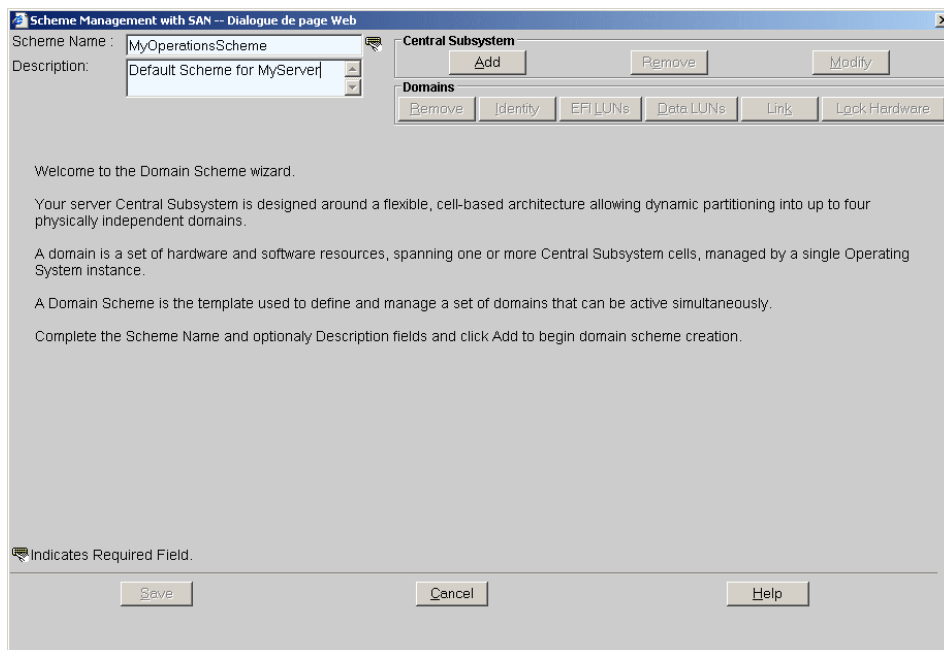 Scheme Management with SAN -- Dialogue de page Web
Scheme Name :
MyOperationsScheme
Description:
Default Scheme for MyServer
Central Subsystem
Add
Remove
Modify
Domains
Remove
Identity
EFI LUNs
Data LUNs
Link
Lock Hardware
Welcome to the Domain Scheme wizard.
Your server Central Subsystem is designed around a flexible, cell-based architecture allowing dynamic partitioning into up to four
physically independent domains.
A domain is a set of hardware and software resources, spanning one or more Central Subsystem cells, managed by a single Operating
System instance.
A Domain Scheme is the template used to define and manage a set of domains that can be active simultaneously.
Complete the Scheme Name and optionaly Description fields and click Add to begin domain scheme creation.
Indicates Required Field.
Save
Cancel
Help